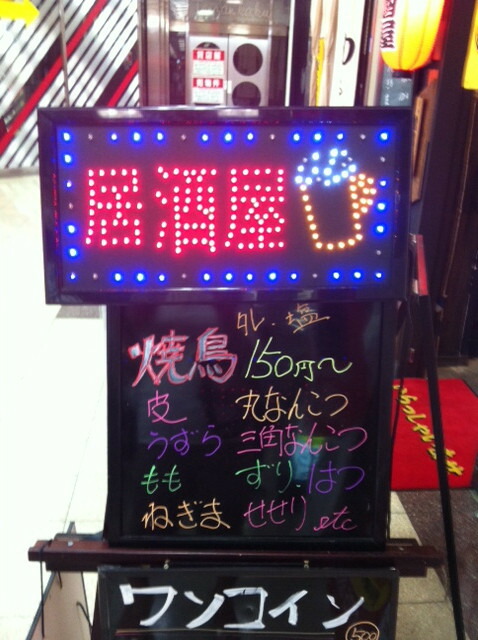 居酒屋
タレ・塩
焼鳥 150円〜
皮 丸なんこつ
うずら 三角なんこつ
もも ずり、はつ
ねぎま せせり etc
ワンコイン